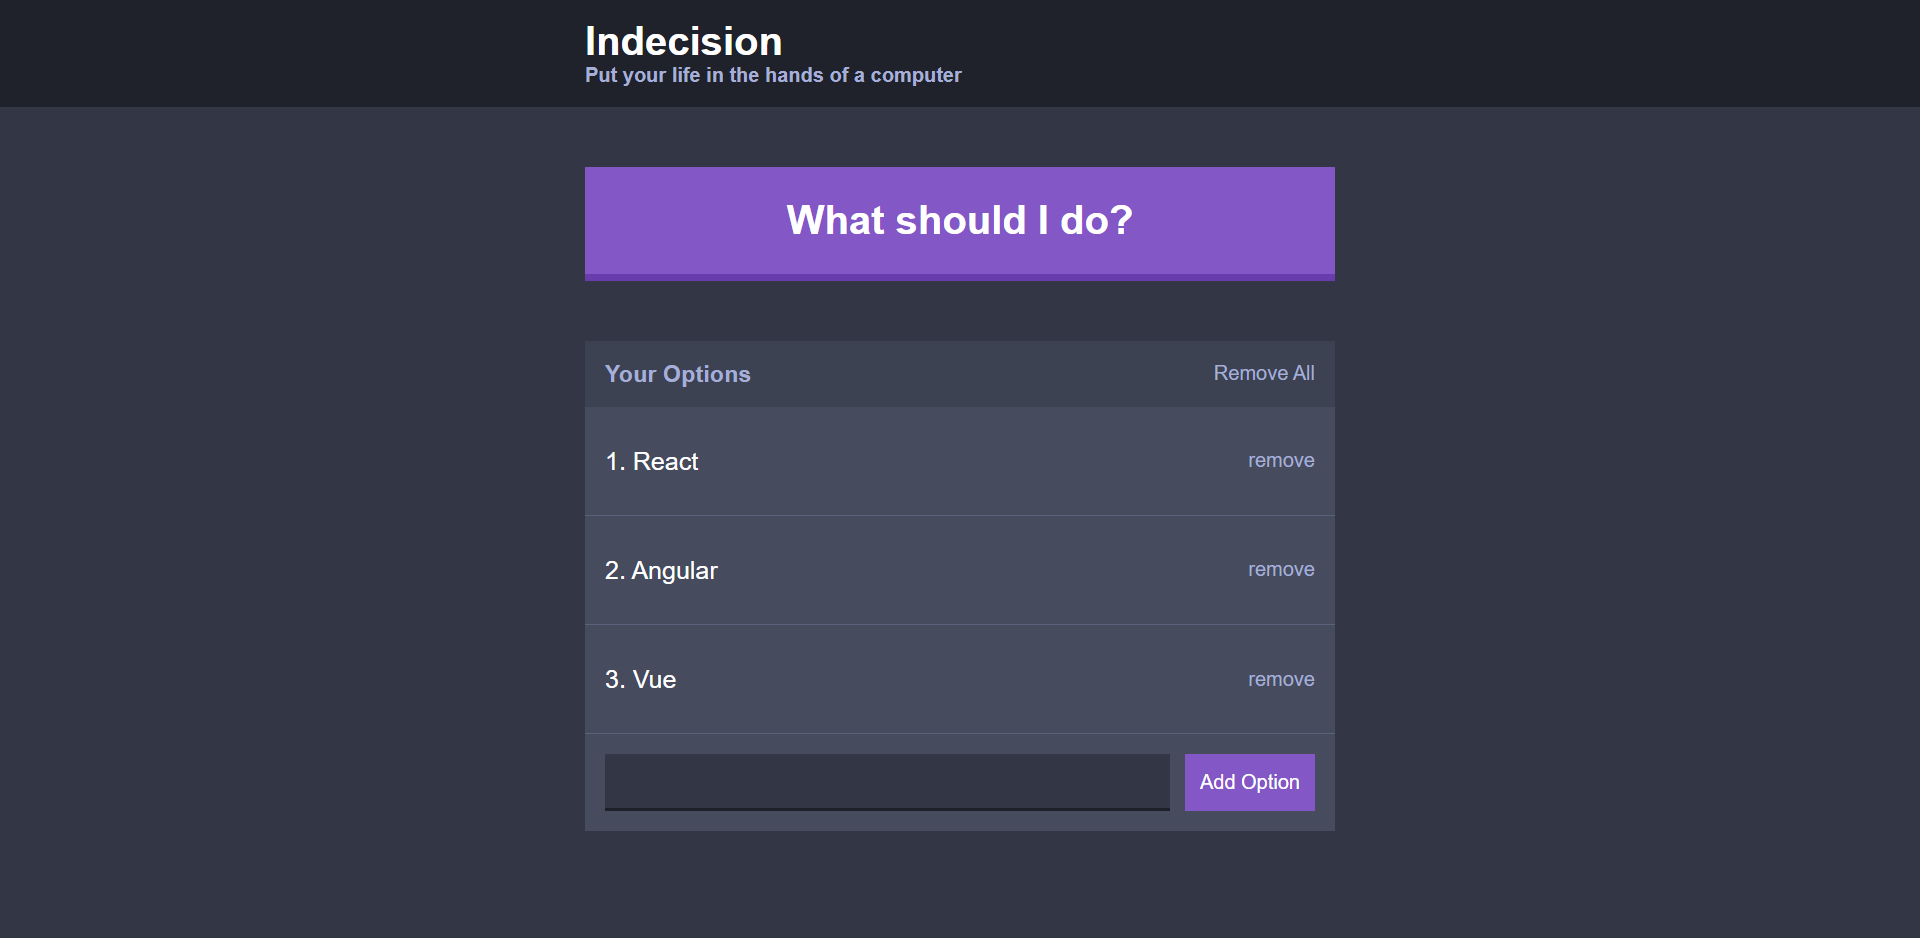 Indecision
Put your life in the hands of a computer
What should I do?
Your Options
Remove All
1. React
remove
2. Angular
remove
3. Vue
remove
Add Option